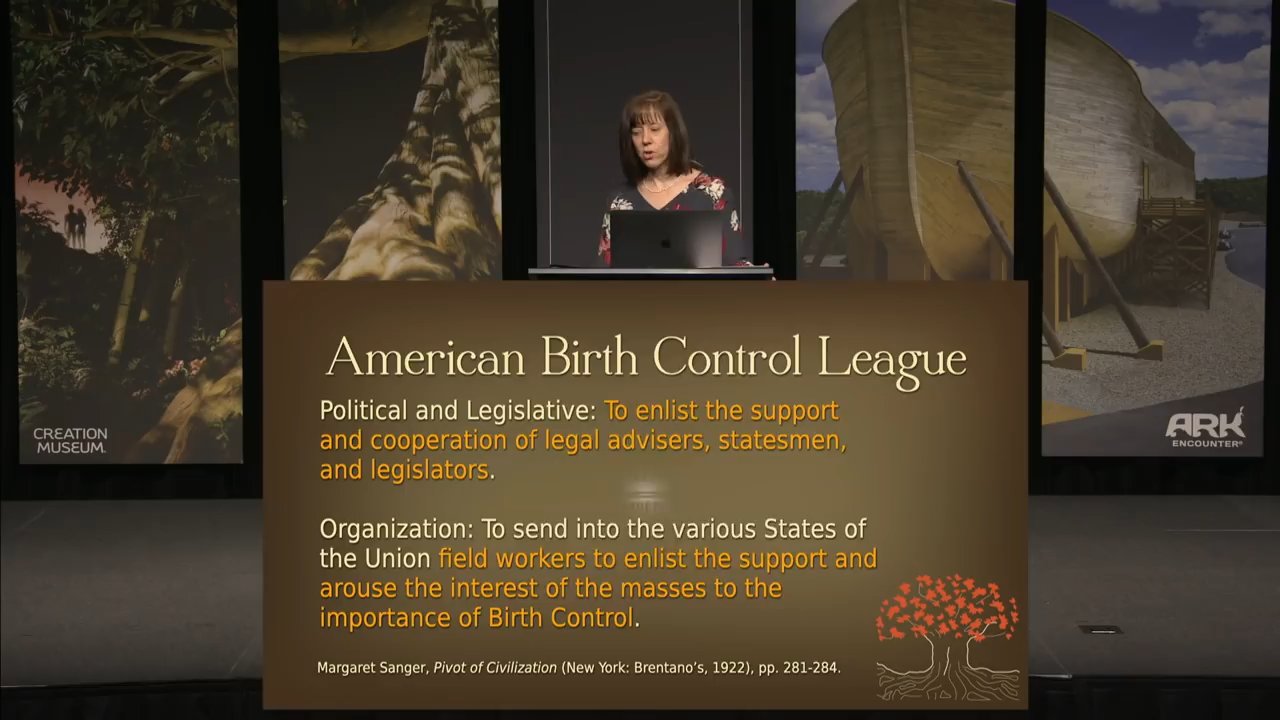 CREATION
MUSEUM
ARK
ENCOUNTER
American Birth Control League
Political and Legislative: To enlist the support
and cooperation of legal advisers, statesmen,
and legislators.
Organization: To send into the various States of
the Union field workers to enlist the support and
arouse the interest of the masses to the
importance of Birth Control.
Margaret Sanger, Pivot of Civilization (New York: Brentano's, 1922), pp. 281-284.